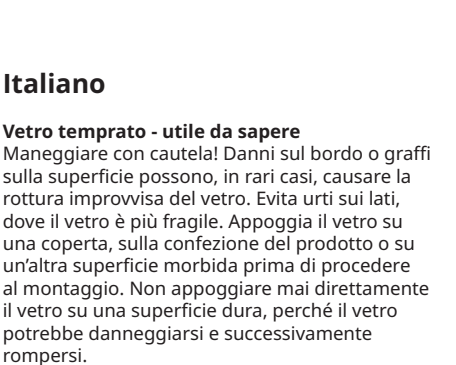 Italiano
Vetro temprato - utile da sapere
Maneggiare con cautela! Danni sul bordo o graffi
sulla superficie possono, in rari casi, causare la
rottura improvvisa del vetro. Evita urti sui lati,
dove il vetro è più fragile. Appoggia il vetro su
una coperta, sulla confezione del prodotto o su
un’altra superficie morbida prima di procedere
al montaggio. Non appoggiare mai direttamente
il vetro su una superficie dura, perché il vetro
potrebbe danneggiarsi e successivamente
rompersi.